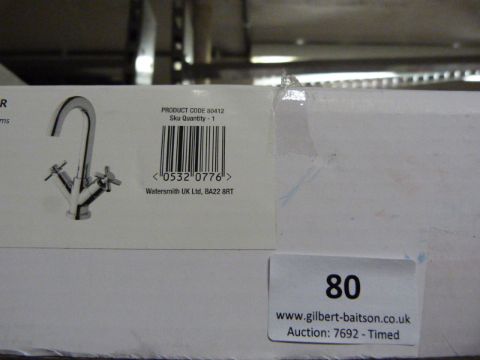 R
ms
PRODUCT CODE 80412
Sku Quantity - 1
<0532 0776>
Watersmith UK Ltd, BA22 8RT
80
www.gilbert-baitson.co.uk
Auction: 7692 - Timed